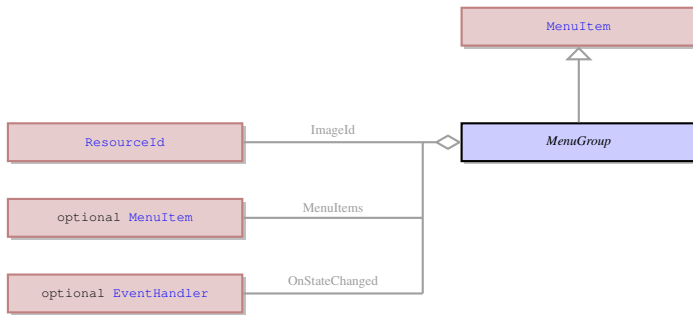 MenuItem
ImageId
ResourceId
MenuGroup
MenuItems
optional MenuItem
OnStateChanged
optional EventHandler